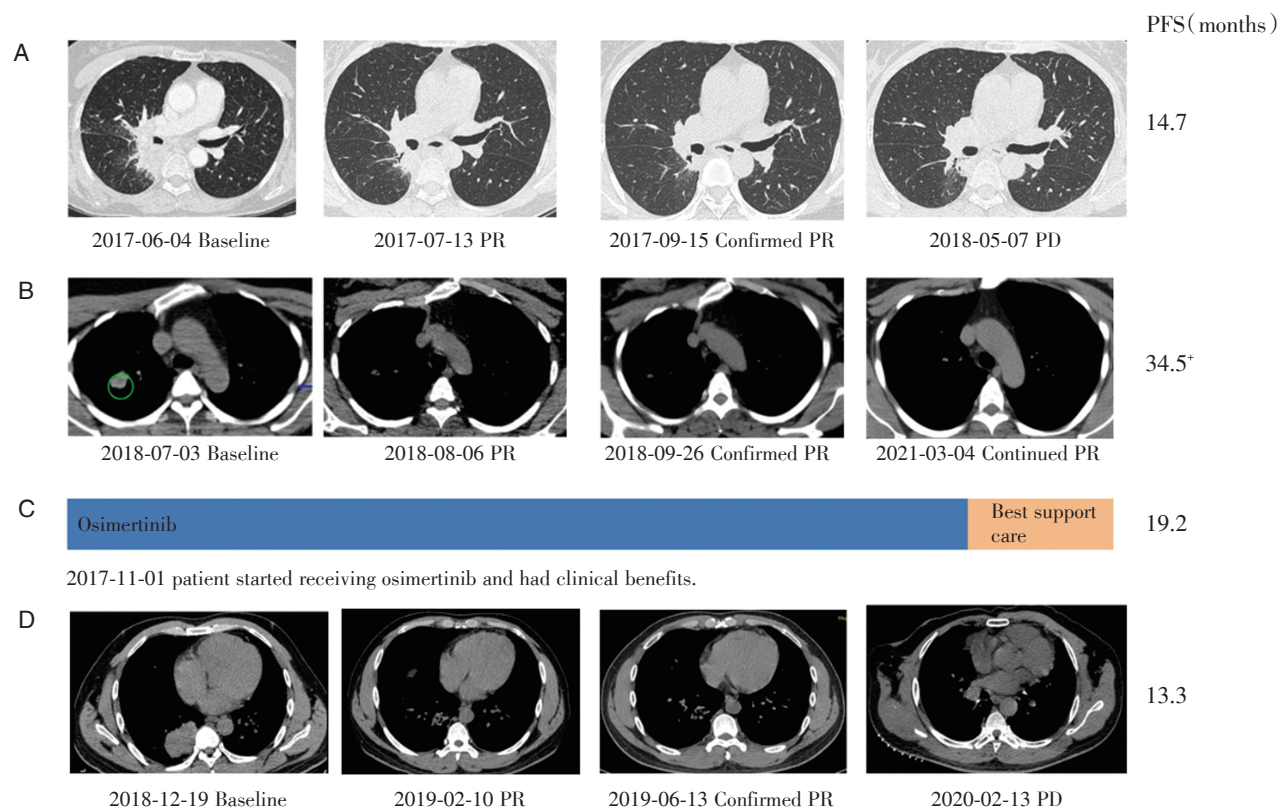 PFS(months)
A
14.7
2017-06-04 Baseline
2017-07-13 PR
2017-09-15 Confirmed PR
2018-05-07 PD
B
34.5+
2018-07-03 Baseline
2018-08-06 PR
2018-09-26 Confirmed PR
2021-03-04 Continued PR
C
Osimertinib
Best support
care
19.2
2017-11-01 patient started receiving osimertinib and had clinical benefits.
D
13.3
2018-12-19 Baseline
2019-02-10 PR
2019-06-13 Confirmed PR
2020-02-13 PD